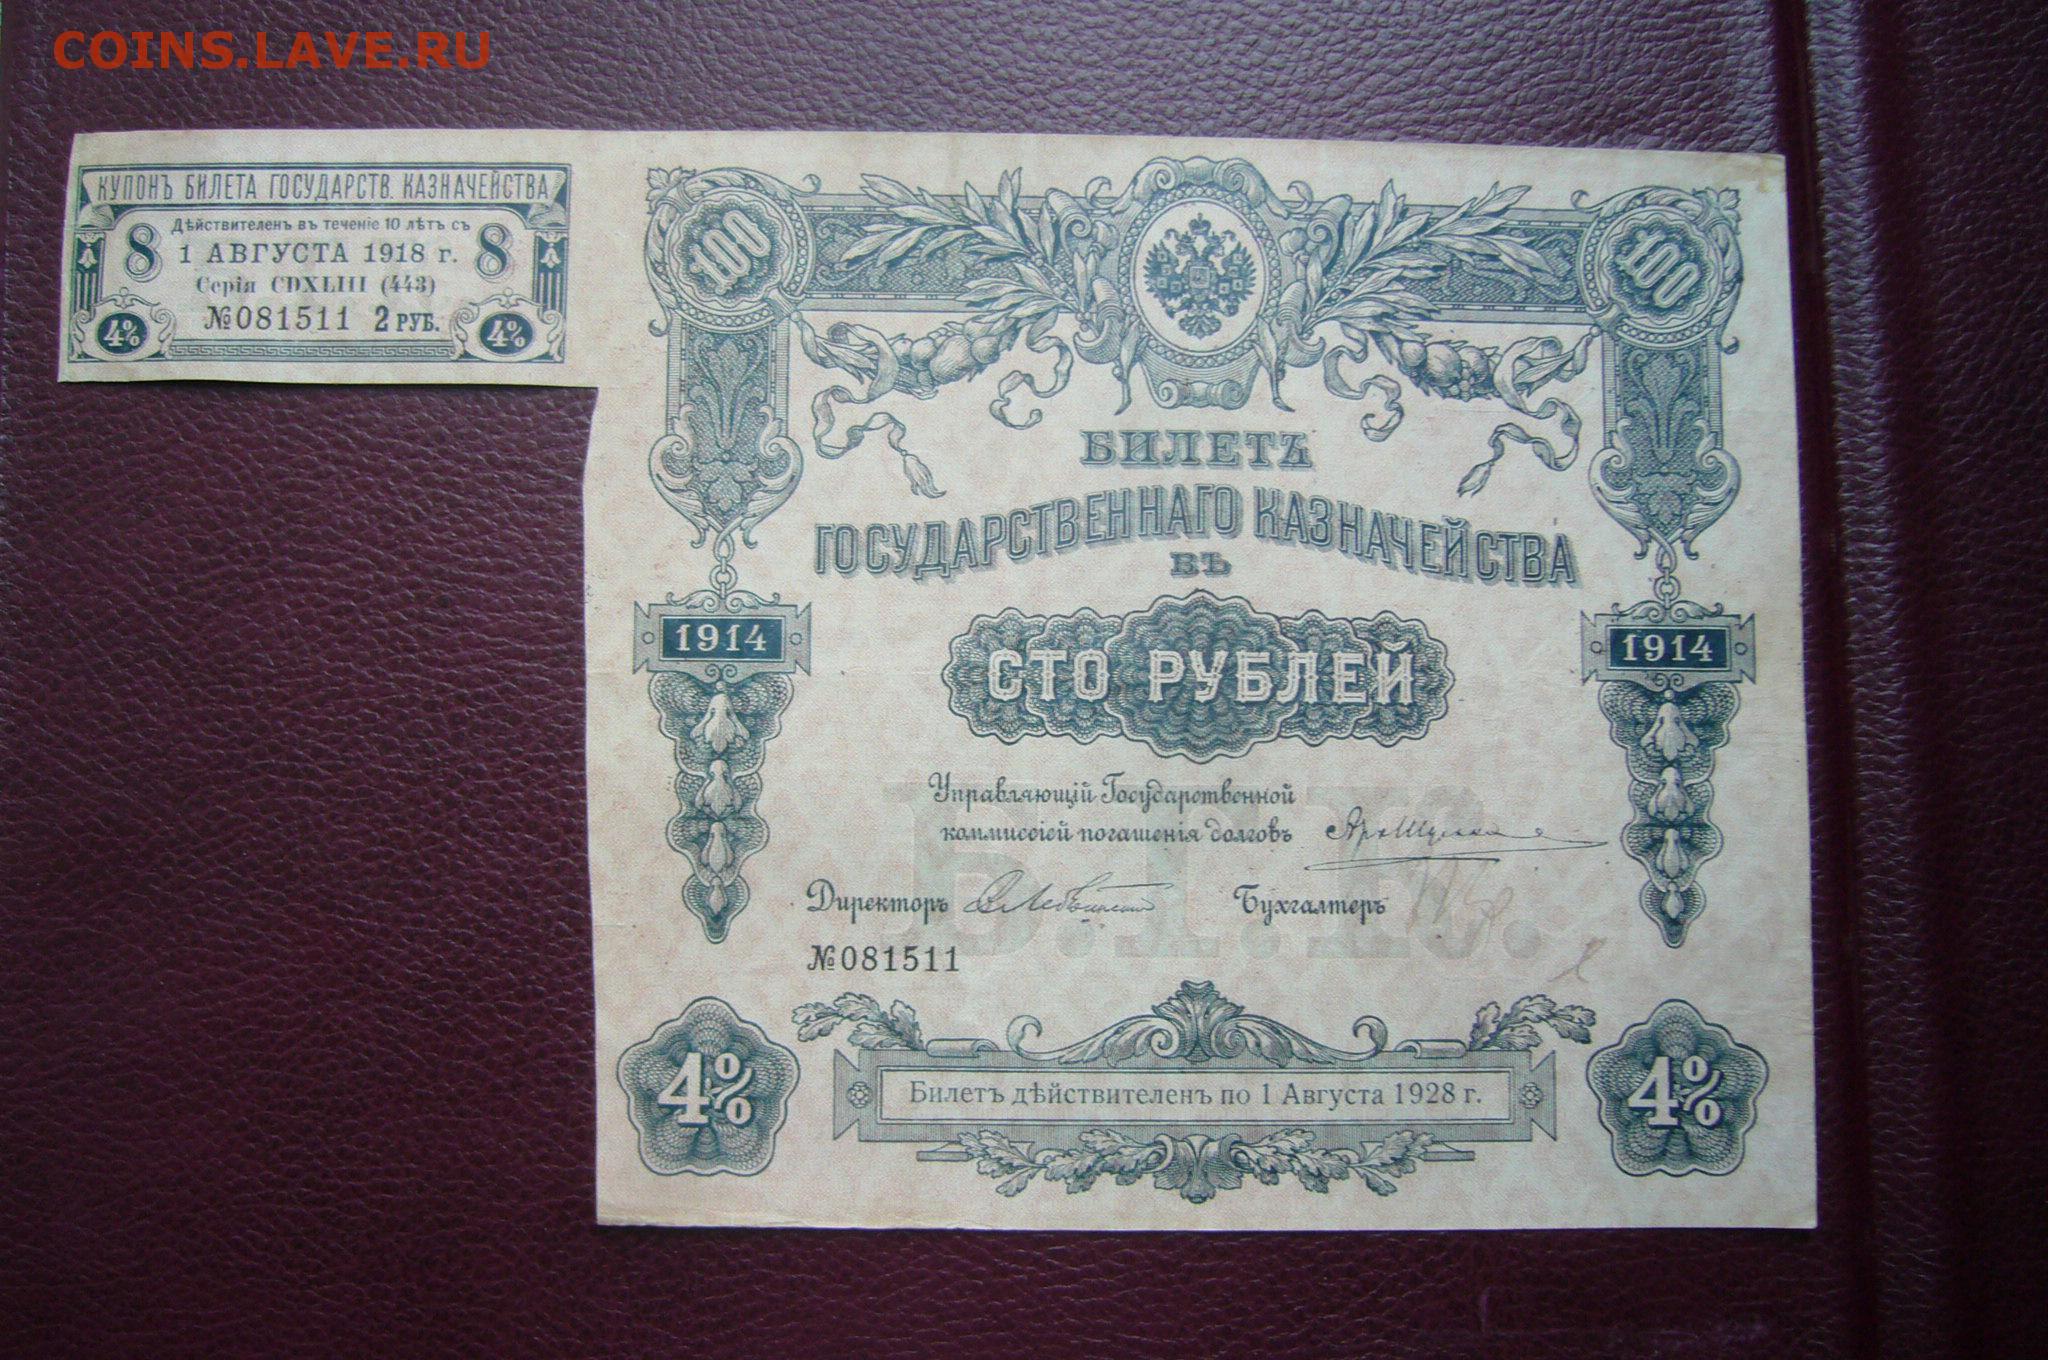 COINS.LAVE.RU
КУПОНЪ БИЛЕТА ГОСУДАРСТВ. КАЗНАЧЕЙСТВА
Дѣйствителенъ въ теченіе 10 лѣтъ съ
8 1 АВГУСТА 1918 г. 8
Серія CDXLIII (443)
№081511 2 РУБ.
4% 4%
100 100
БИЛЕТЪ
ГОСУДАРСТВЕННАГО КАЗНАЧЕЙСТВА
ВЪ
1914 СТО РУБЛЕЙ 1914
Управляющій Государственной
коммиссіей погашенія долговъ
Директоръ Бухгалтеръ
№081511
4% Билетъ дѣйствителенъ по 1 Августа 1928 г. 4%